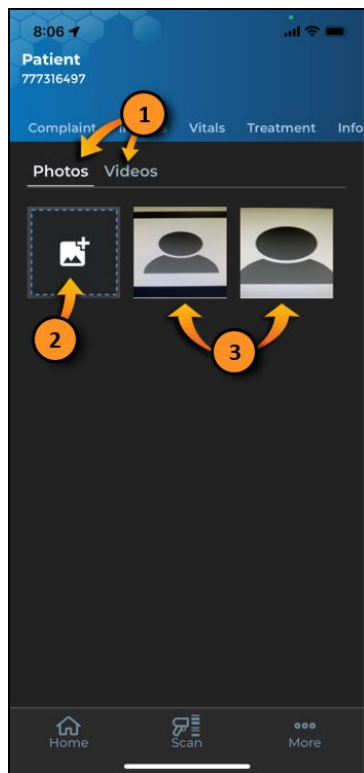 8:06
Patient
777316497
1
Complaint Vitals Treatment Info
Photos Videos
2
3
Home Scan More